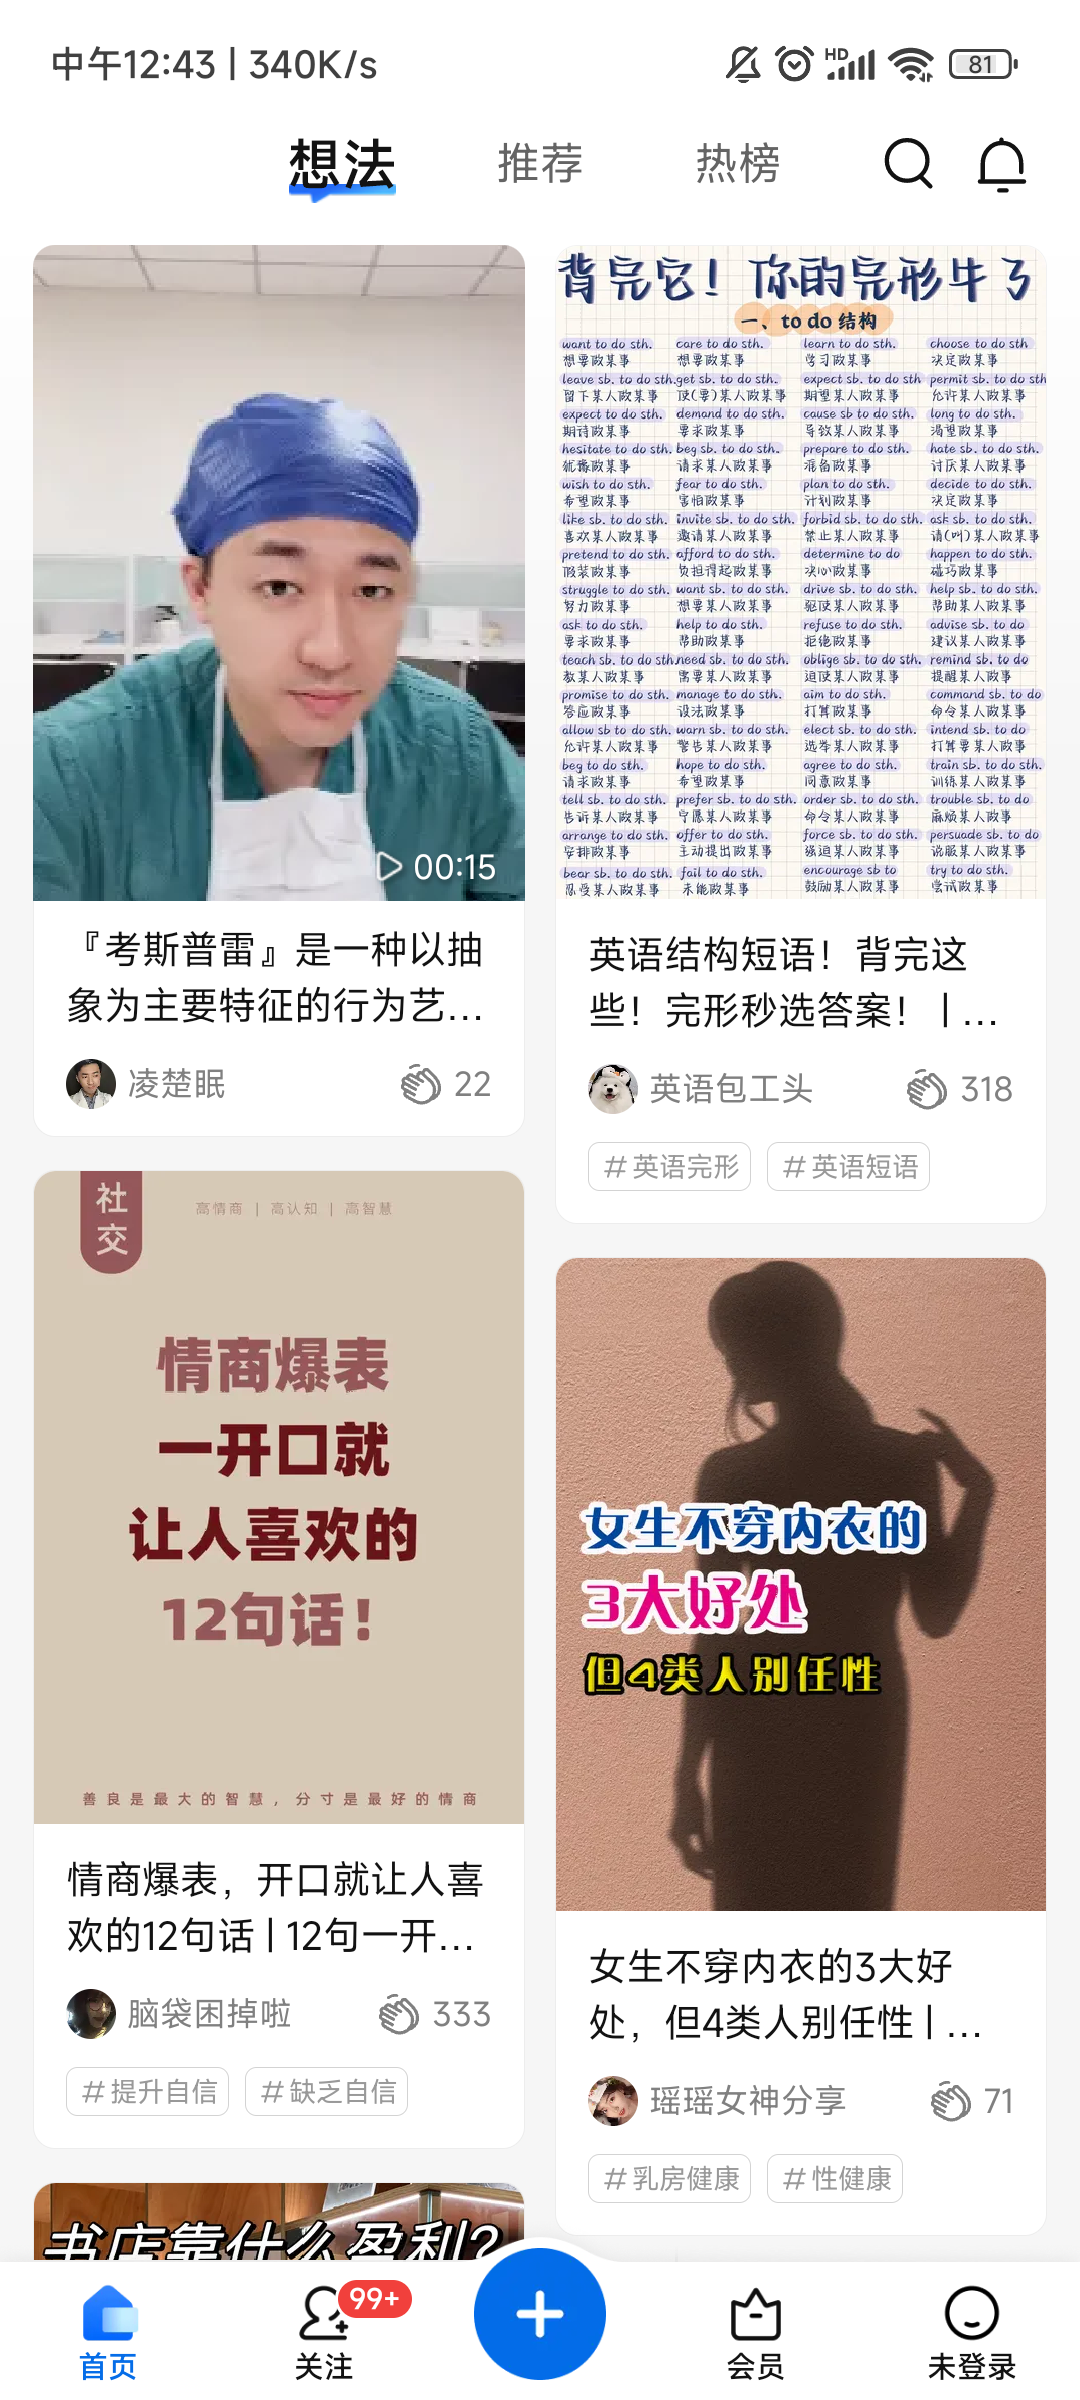 中午12:43 | 340K/s
HD
81
想法
推荐
热榜
00:15
『考斯普雷』是一种以抽
象为主要特征的行为艺...
凌楚眠
22
背完它！你的完形牛了
一、to do 结构
want to do sth. care to do sth. learn to do sth. choose to do sth
想要做某事 想要做某事 学习做某事 决定做某事
leave sb. to do sth. get sb. to do sth. expect sb. to do sth permit sb. to do sth
留下某人做某事 使(要)某人做某事 期望某人做某事 允许某人做某事
expect to do sth. demand to do sth. cause sb to do sth. long to do sth.
期待做某事 要求做某事 导致某人做某事 渴望做某事
hesitate to do sth. beg sb. to do sth. prepare to do sth. hate sb. to do sth.
犹豫做某事 请求某人做某事 准备做某事 讨厌某人做某事
wish to do sth. fear to do sth. plan to do sth. decide to do sth.
希望做某事 害怕做某事 计划做某事 决定做某事
like sb. to do sth. invite sb. to do sth. forbid sb. to do sth. ask sb. to do sth.
喜欢某人做某事 邀请某人做某事 禁止某人做某事 请(叫)某人做某事
pretend to do sth. afford to do sth. determine to do happen to do sth.
假装做某事 负担得起做某事 决心做某事 碰巧做某事
struggle to do sth. want sb. to do sth. drive sb. to do sth. help sb. to do sth.
努力做某事 想要某人做某事 驱使某人做某事 帮助某人做某事
ask to do sth. help to do sth. refuse to do sth. advise sb. to do
要求做某事 帮助做某事 拒绝做某事 建议某人做某事
teach sb. to do sth. need sb. to do sth. oblige sb. to do sth. remind sb. to do
教某人做某事 需要某人做某事 迫使某人做某事 提醒某人做某事
promise to do sth. manage to do sth. aim to do sth. command sb. to do
答应做某事 设法做某事 打算做某事 命令某人做某事
allow sb to do sth. warn sb. to do sth. elect sb. to do sth. intend sb. to do
允许某人做某事 警告某人做某事 选举某人做某事 打算要某人做某事
beg to do sth. hope to do sth. agree to do sth. train sb. to do sth.
请求做某事 希望做某事 同意做某事 训练某人做某事
tell sb. to do sth. prefer sb. to do sth. order sb. to do sth. trouble sb. to do
告诉某人做某事 宁愿某人做某事 命令某人做某事 麻烦某人做某事
arrange to do sth. offer to do sth. force sb. to do sth. persuade sb. to do
安排某人做某事 主动提出做某事 强迫某人做某事 说服某人做某事
bear sb. to do sth. fail to do sth. encourage sb to try to do sth.
忍受某人做某事 未能做某事 鼓励某人做某事 尝试做某事
英语结构短语！背完这
些！完形秒选答案！ | ...
英语包工头
318
#英语完形
#英语短语
社
交
高情商 | 高认知 | 高智慧
情商爆表
一开口就
让人喜欢的
12句话！
善良是最大的智慧，分寸是最好的情商
情商爆表，开口就让人喜
欢的12句话 | 12句一开...
脑袋困掉啦
333
#提升自信
#缺乏自信
女生不穿内衣的
3大好处
但4类人别任性
女生不穿内衣的3大好
处，但4类人别任性 | ...
瑶瑶女神分享
71
#乳房健康
#性健康
书店靠什么盈利?
首页
99+
关注
会员
未登录